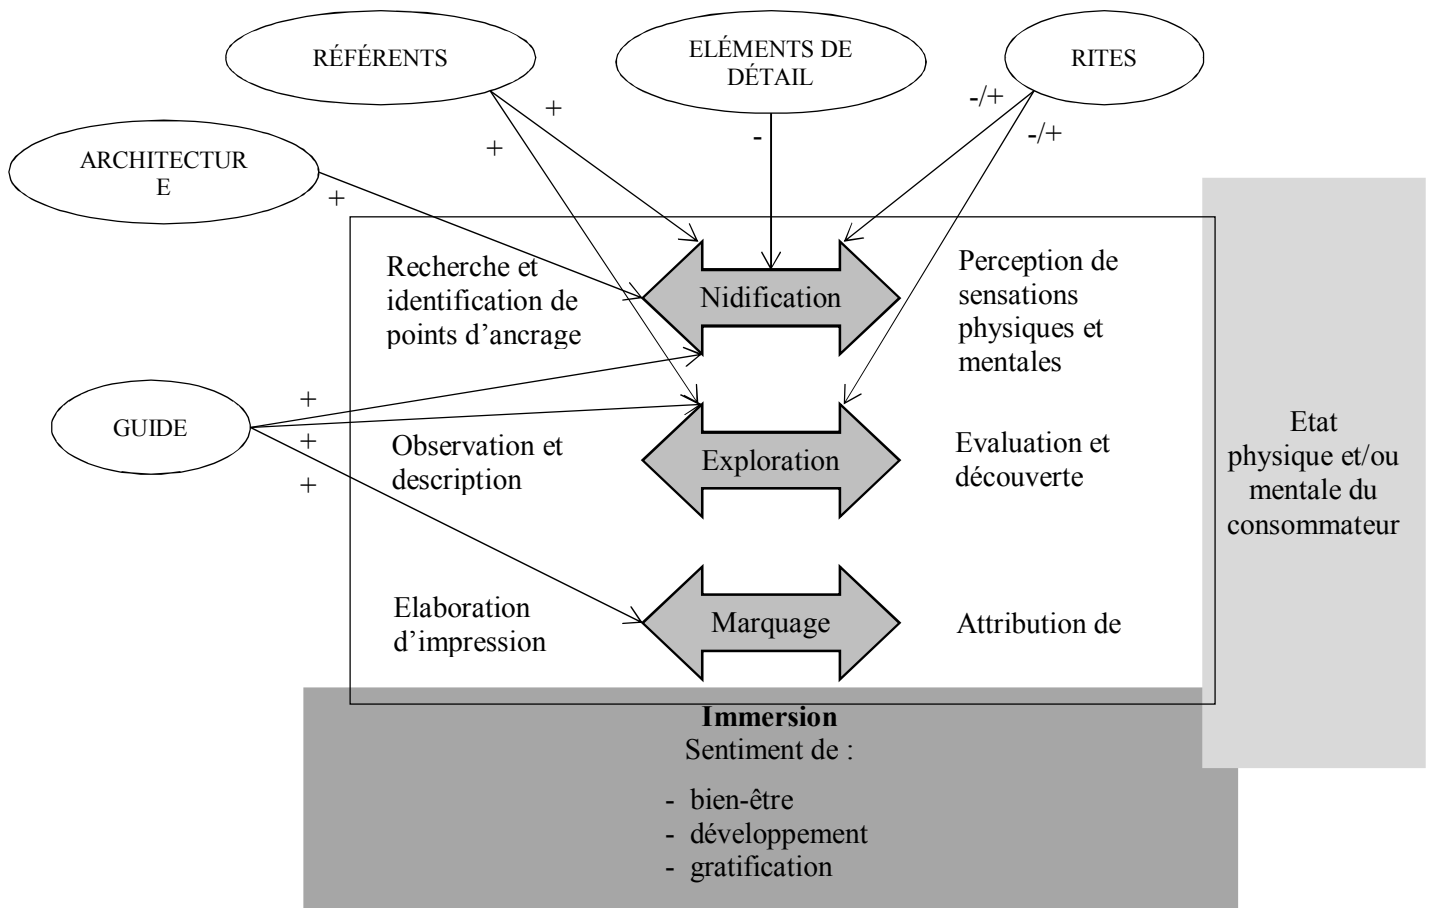 RÉFÉRENTS
ELÉMENTS DE
DÉTAIL
RITES
+
+
-
-/+
-/+
ARCHITECTUR
E
+
Recherche et
identification de
points d’ancrage
Nidification
Perception de
sensations
physiques et
mentales
GUIDE
+
+
+
Observation et
description
Exploration
Evaluation et
découverte
Etat
physique et/ou
mentale du
consommateur
Elaboration
d’impression
Marquage
Attribution de
Immersion
Sentiment de :
- bien-être
- développement
- gratification